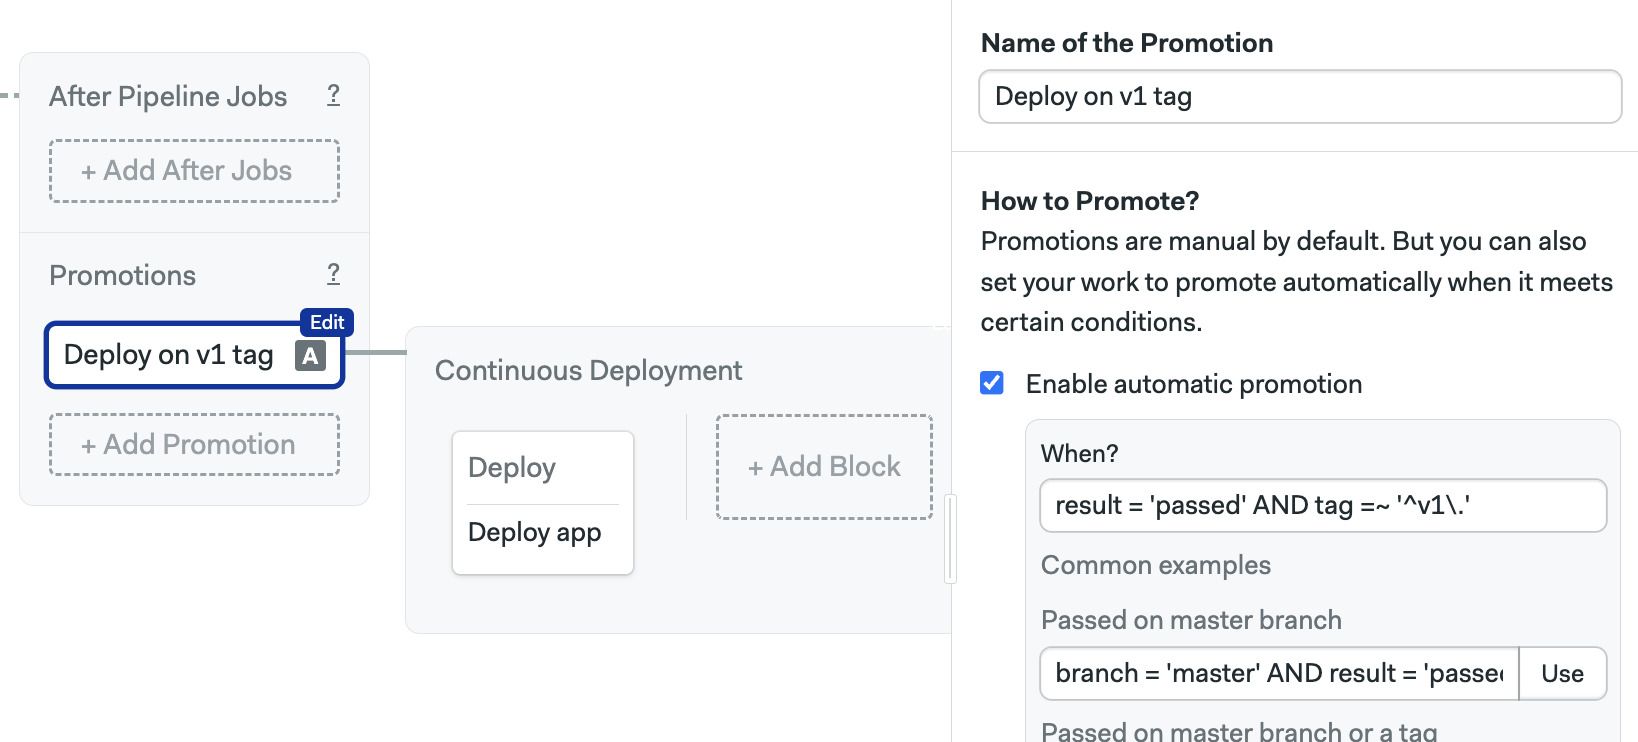 After Pipeline Jobs ?
+ Add After Jobs
Promotions ?
Edit
Deploy on v1 tag A
+ Add Promotion
Continuous Deployment
Deploy
Deploy app
+ Add Block
Name of the Promotion
Deploy on v1 tag
How to Promote?
Promotions are manual by default. But you can also
set your work to promote automatically when it meets
certain conditions.
Enable automatic promotion
When?
result = 'passed' AND tag =~ '^v1\.'
Common examples
Passed on master branch
branch = 'master' AND result = 'passe
Use
Passed on master branch or a tag